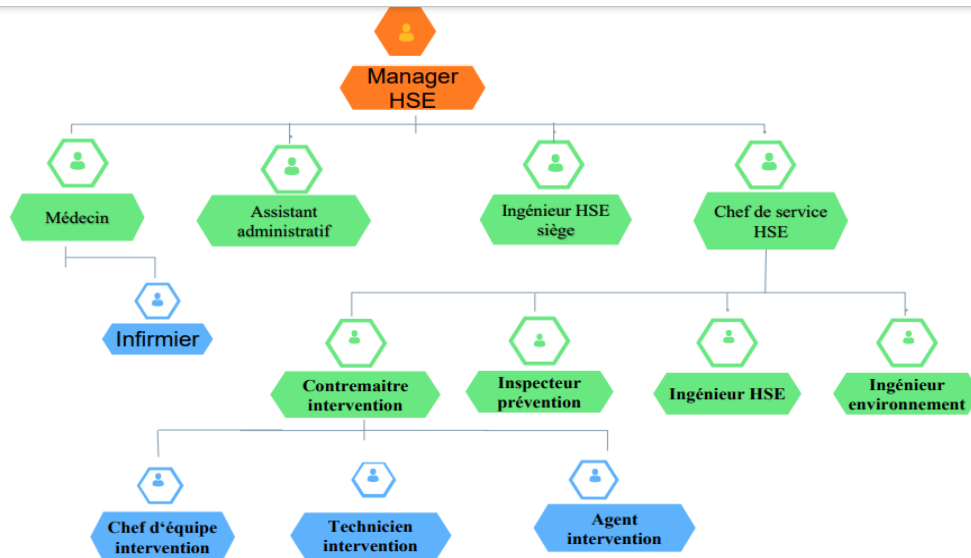 Manager
HSE
Médecin
Assistant
administratif
Ingénieur HSE
siège
Chef de service
HSE
Infirmier
Contremaitre
intervention
Inspecteur
prévention
Ingénieur HSE
Ingénieur
environnement
Chef d‘équipe
intervention
Technicien
intervention
Agent
intervention